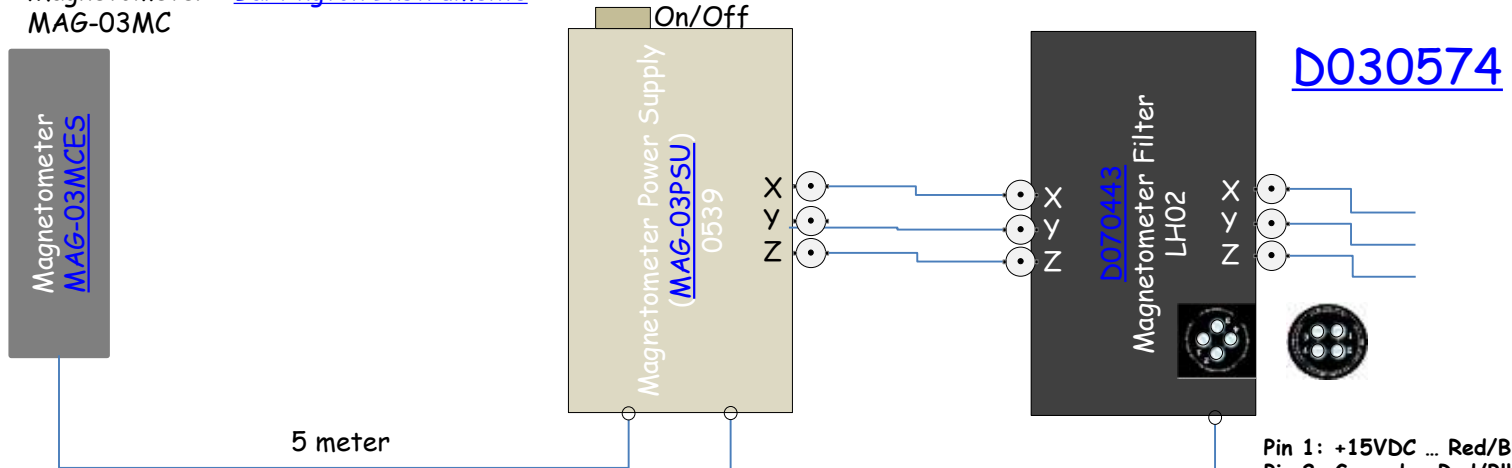 MAG-03MC
On/Off
D030574
Magnetometer
MAG-03MCES
Magnetometer Power Supply
(MAG-03PSU)
0539
X
Y
Z
X
Y
Z
D070443
Magnetometer Filter
LH02
X
Y
Z
5 meter
Pin 1: +15VDC … Red/B